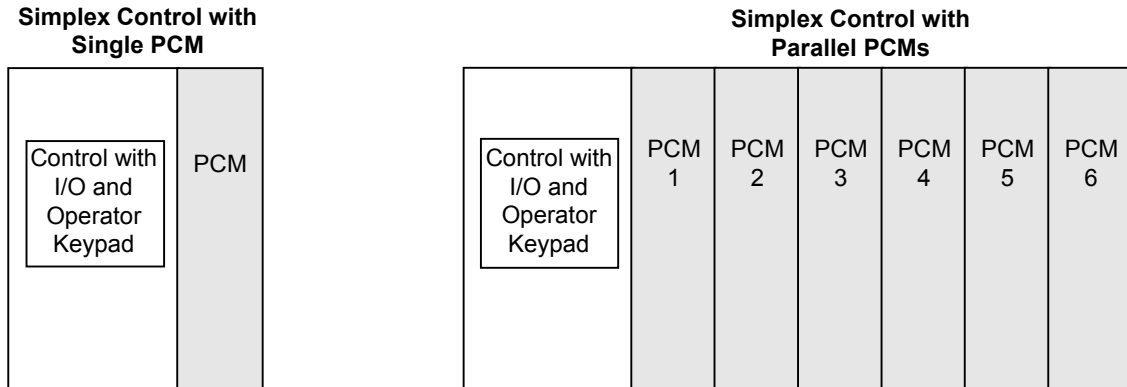 Simplex Control with
Single PCM
Control with
I/O and
Operator
Keypad
PCM
Simplex Control with
Parallel PCMs
Control with
I/O and
Operator
Keypad
PCM
1
PCM
2
PCM
3
PCM
4
PCM
5
PCM
6